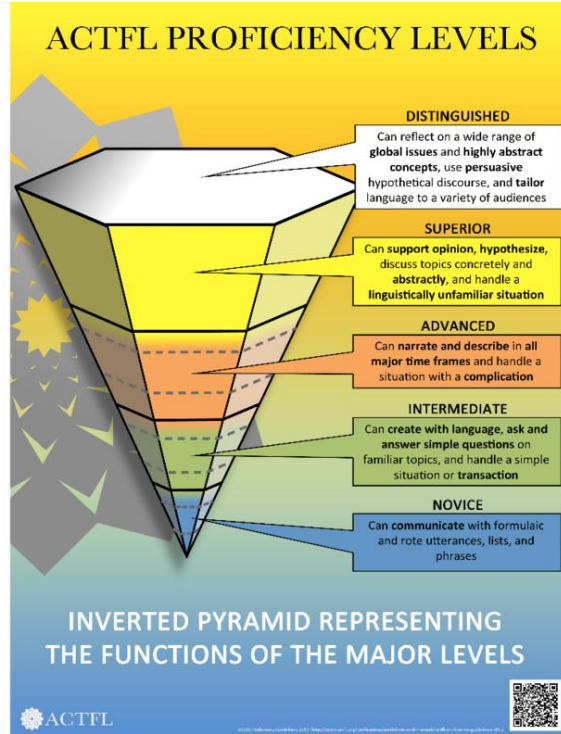 ACTFL PROFICIENCY LEVELS
DISTINGUISHED
Can reflect on a wide range of
global issues and highly abstract
concepts, use persuasive
hypothetical discourse, and tailor
language to a variety of audiences
SUPERIOR
Can support opinion, hypothesize,
discuss topics concretely and
abstractly, and handle a
linguistically unfamiliar situation
ADVANCED
Can narrate and describe in all
major time frames and handle a
situation with a complication
INTERMEDIATE
Can create with language, ask and
answer simple questions on
familiar topics, and handle a simple
situation or transaction
NOVICE
Can communicate with formulaic
and rote utterances, lists, and
phrases
INVERTED PYRAMID REPRESENTING
THE FUNCTIONS OF THE MAJOR LEVELS
ACTFL